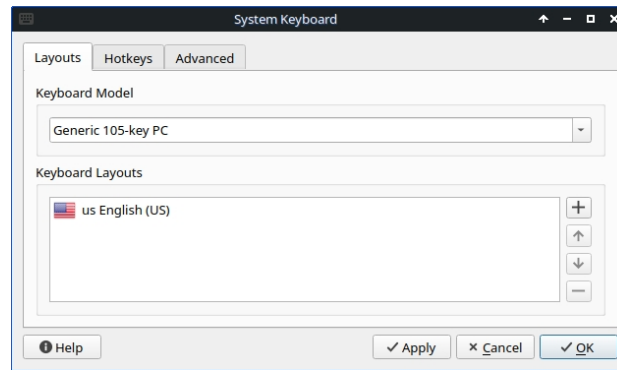 System Keyboard
Layouts Hotkeys Advanced
Keyboard Model
Generic 105-key PC
Keyboard Layouts
us English (US)
Help Apply Cancel OK